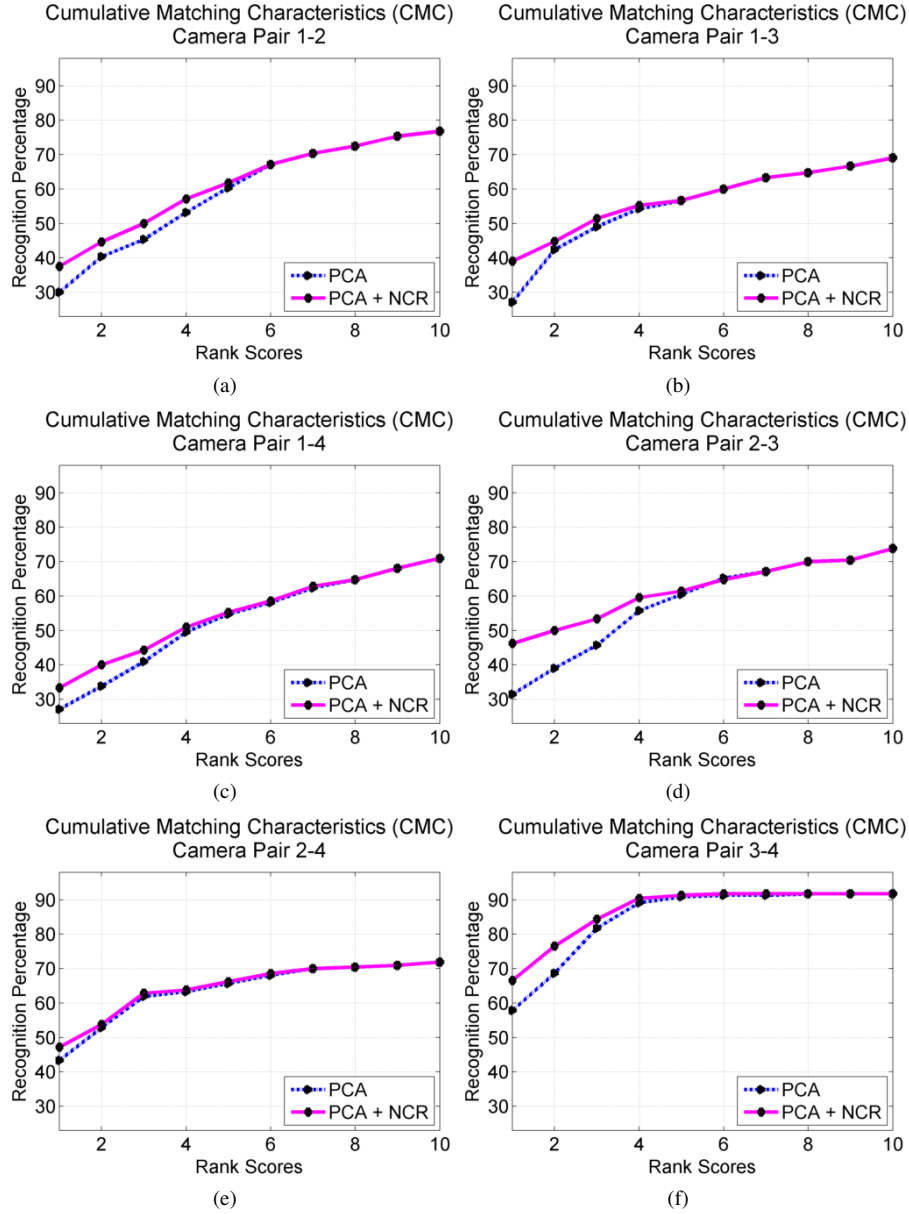 Cumulative Matching Characteristics (CMC)
Camera Pair 1-2
Recognition Percentage
90
80
70
60
50
40
30
PCA
PCA + NCR
2 4 6 8 10
Rank Scores
(a)
Cumulative Matching Characteristics (CMC)
Camera Pair 1-3
Recognition Percentage
90
80
70
60
50
40
30
PCA
PCA + NCR
2 4 6 8 10
Rank Scores
(b)
Cumulative Matching Characteristics (CMC)
Camera Pair 1-4
Recognition Percentage
90
80
70
60
50
40
30
PCA
PCA + NCR
2 4 6 8 10
Rank Scores
(c)
Cumulative Matching Characteristics (CMC)
Camera Pair 2-3
Recognition Percentage
90
80
70
60
50
40
30
PCA
PCA + NCR
2 4 6 8 10
Rank Scores
(d)
Cumulative Matching Characteristics (CMC)
Camera Pair 2-4
Recognition Percentage
90
80
70
60
50
40
30
PCA
PCA + NCR
2 4 6 8 10
Rank Scores
(e)
Cumulative Matching Characteristics (CMC)
Camera Pair 3-4
Recognition Percentage
90
80
70
60
50
40
30
PCA
PCA + NCR
2 4 6 8 10
Rank Scores
(f)